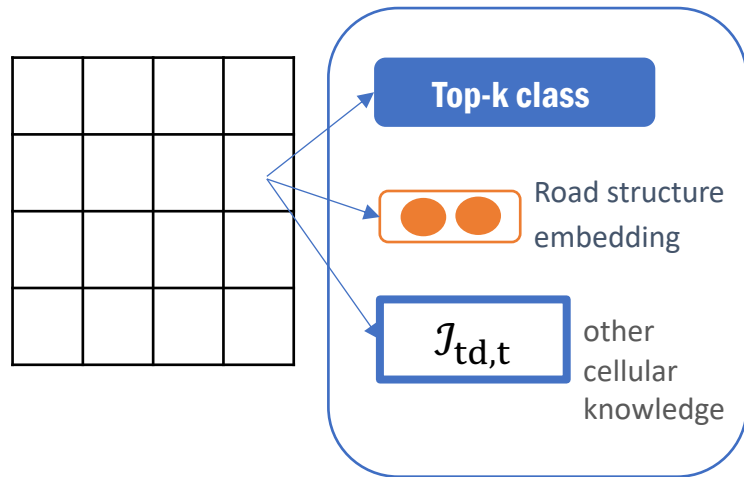 Top-k class
Road structure
embedding
𝒥td,t
other
cellular
knowledge